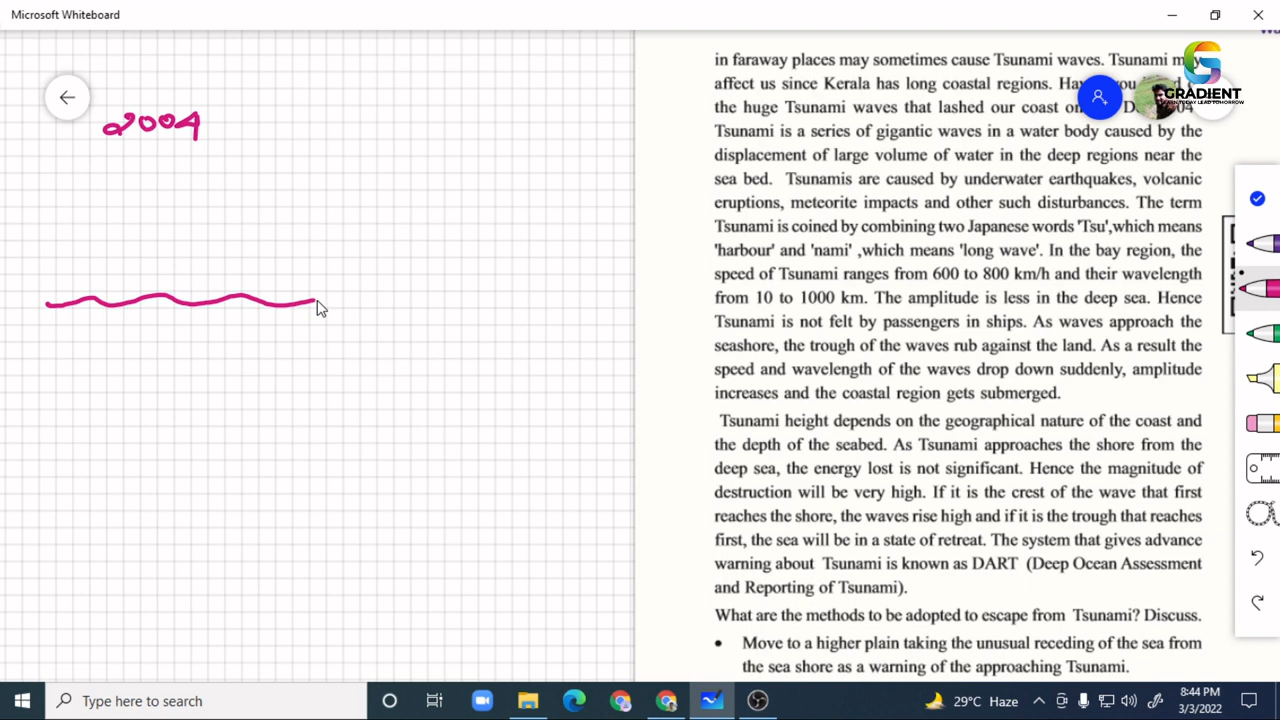 Microsoft Whiteboard
2004
in faraway places may sometimes cause Tsunami waves. Tsunami may
affect us since Kerala has long coastal regions.
the huge Tsunami waves that lashed our coast on
Tsunami is a series of gigantic waves in a water body caused by the
displacement of large volume of water in the deep regions near the
sea bed. Tsunamis are caused by underwater earthquakes, volcanic
eruptions, meteorite impacts and other such disturbances. The term
Tsunami is coined by combining two Japanese words 'Tsu',which means
'harbour' and 'nami' ,which means 'long wave'. In the bay region, the
speed of Tsunami ranges from 600 to 800 km/h and their wavelength
from 10 to 1000 km. The amplitude is less in the deep sea. Hence
Tsunami is not felt by passengers in ships. As waves approach the
seashore, the trough of the waves rub against the land. As a result the
speed and wavelength of the waves drop down suddenly, amplitude
increases and the coastal region gets submerged.
Tsunami height depends on the geographical nature of the coast and
the depth of the seabed. As Tsunami approaches the shore from the
deep sea, the energy lost is not significant. Hence the magnitude of
destruction will be very high. If it is the crest of the wave that first
reaches the shore, the waves rise high and if it is the trough that reaches
first, the sea will be in a state of retreat. The system that gives advance
warning about Tsunami is known as DART (Deep Ocean Assessment
and Reporting of Tsunami).
What are the methods to be adopted to escape from Tsunami? Discuss.
• Move to a higher plain taking the unusual receding of the sea from
the sea shore as a warning of the approaching Tsunami.
GRADIENT
LEARN TODAY LEAD TOMORROW
Type here to search
29°C Haze
8:44 PM
3/3/2022